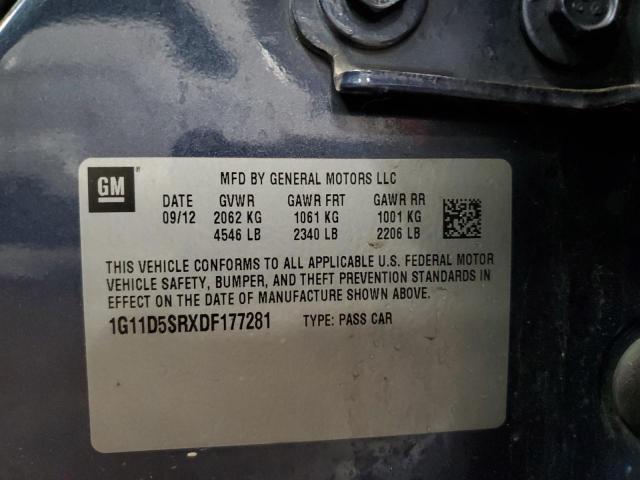 GM
MFD BY GENERAL MOTORS LLC
DATE GVWR GAWR FRT GAWR RR
09/12 2062 KG 1061 KG 1001 KG
4546 LB 2340 LB 2206 LB
THIS VEHICLE CONFORMS TO ALL APPLICABLE U.S. FEDERAL MOTOR
VEHICLE SAFETY, BUMPER, AND THEFT PREVENTION STANDARDS IN
EFFECT ON THE DATE OF MANUFACTURE SHOWN ABOVE.
1G11D5SRXDF177281 TYPE: PASS CAR